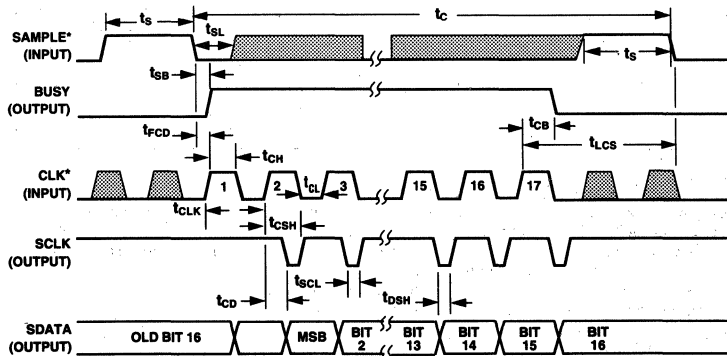 tS
tC
SAMPLE*
(INPUT)
tSL
tS
tSB
BUSY
(OUTPUT)
tFCD
tCB
tLCS
tCH
CLK*
(INPUT)
1
2
tCL
3
15
16
17
tCLK
tCSH
SCLK
(OUTPUT)
tSCL
tDSH
tCD
SDATA
(OUTPUT)
OLD BIT 16
MSB
BIT
2
BIT
13
BIT
14
BIT
15
BIT
16